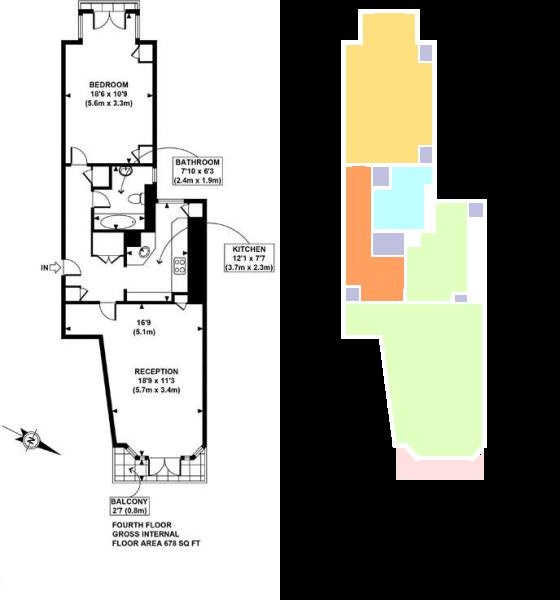 BEDROOM
18'6 x 10'9
(5.6m x 3.3m)
BATHROOM
7'10 x 6'3
(2.4m x 1.9m)
KITCHEN
12'1 x 7'7
(3.7m x 2.3m)
IN
16'9
(5.1m)
RECEPTION
18'9 x 11'3
(5.7m x 3.4m)
N
BALCONY
2'7 (0.8m)
FOURTH FLOOR
GROSS INTERNAL
FLOOR AREA 678 SQ FT